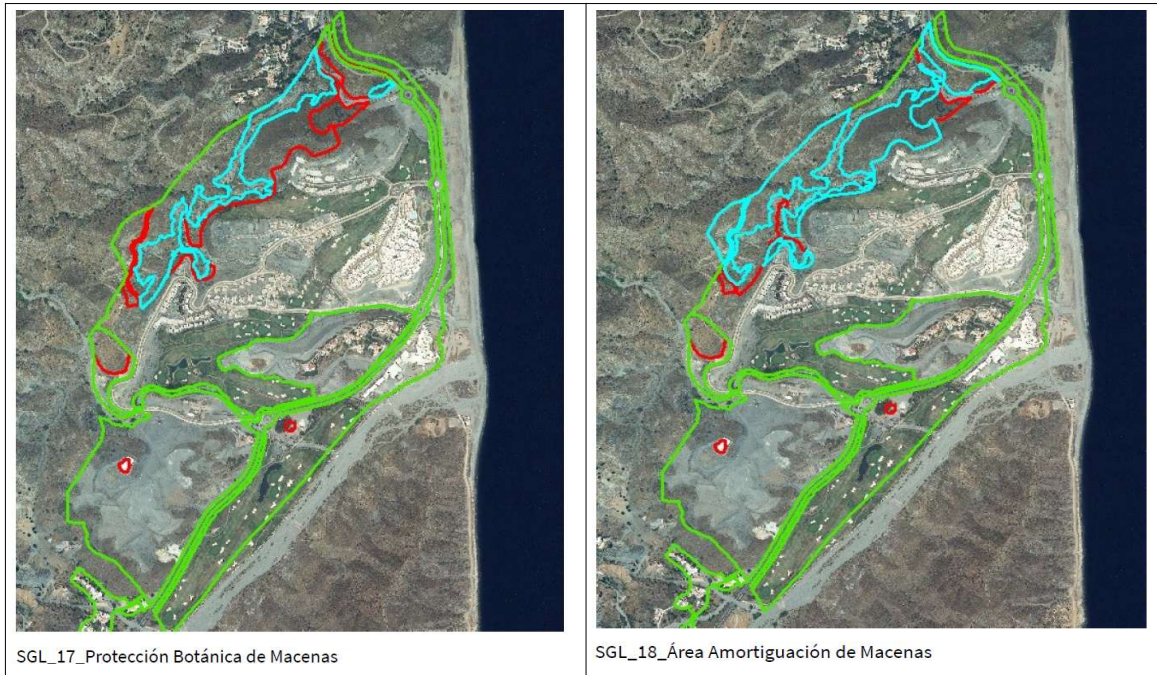 SGL_17_Protección Botánica de Macenas
SGL_18_Área Amortiguación de Macenas